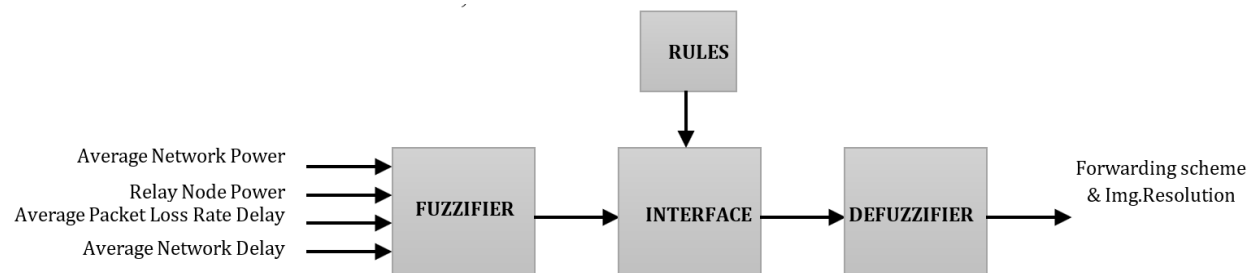 RULES
Average Network Power
Relay Node Power
Average Packet Loss Rate Delay
Average Network Delay
FUZZIFIER
INTERFACE
DEFUZZIFIER
Forwarding scheme
& Img.Resolution